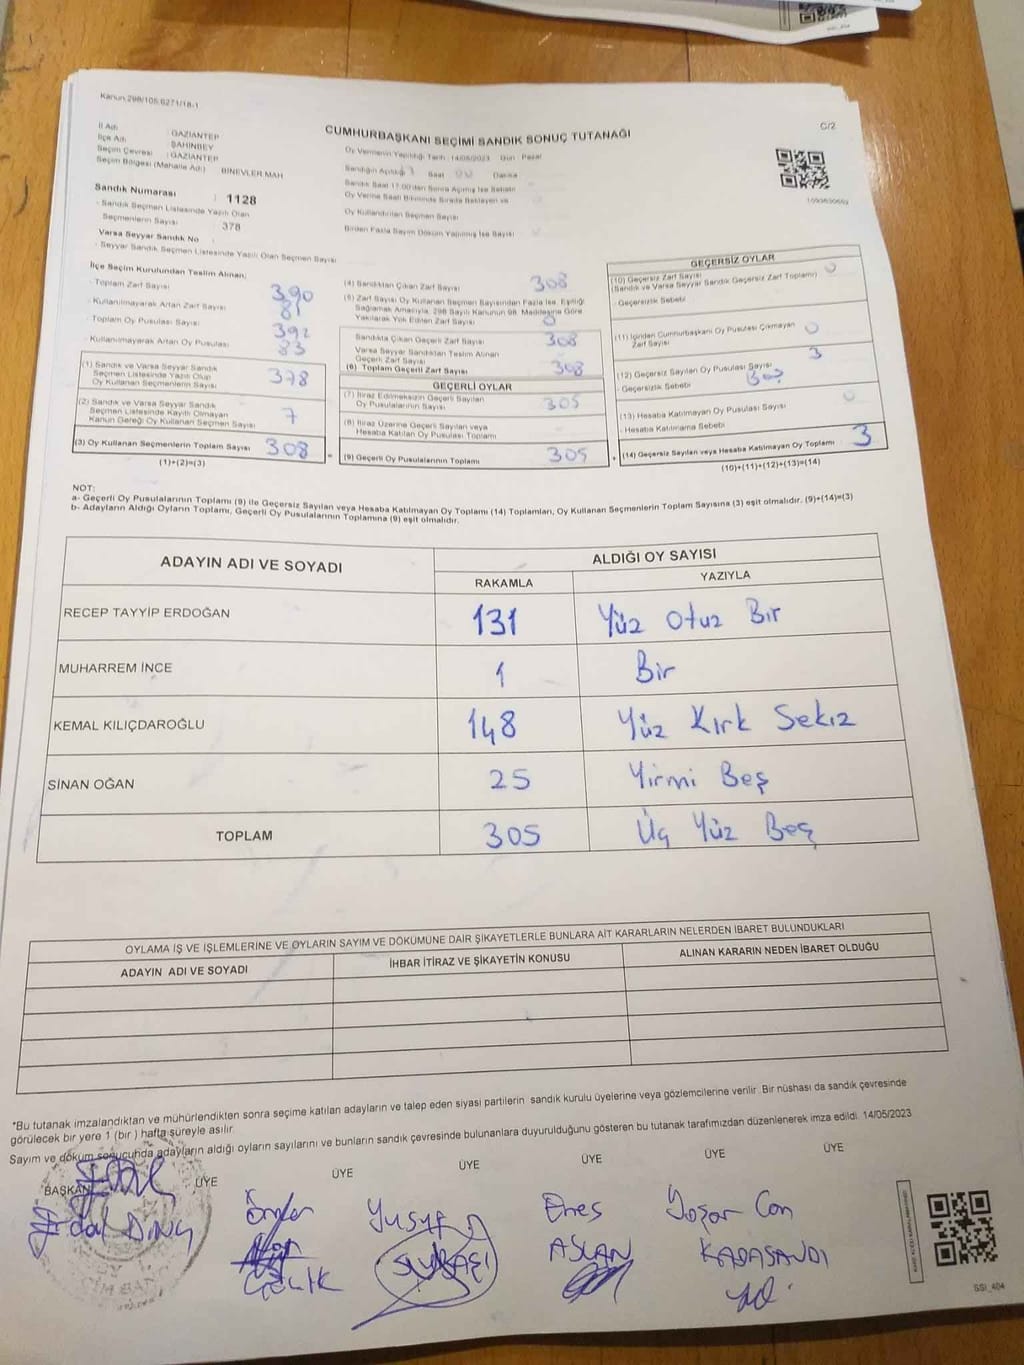 Kanun:298/105;6271/18-1
CUMHURBAŞKANI SEÇİMİ SANDIK SONUÇ TUTANAĞI
C/2
İl Adı : GAZİANTEP
İlçe Adı : ŞAHİNBEY
Seçim Çevresi : GAZİANTEP
Seçim Bölgesi (Mahalle Adı) BİNEVLER MAH
Sandık Numarası : 1128
- Sandık Seçmen Listesinde Yazılı Olan
Seçmenlerin Sayısı : 378
Varsa Seyyar Sandık No :
- Seyyar Sandık Seçmen Listesinde Yazılı Olan Seçmen Sayısı
Oy Vermenin Yapıldığı Tarih :14/05/2023 Gün : Pazar
Sandığın Açıldığı Saat Dakika
Sandık Saat 17:00'den Sonra Açılmış İse Sebebi
Oy Verme Saati Bitiminde Sırada Bekleyen ve
Oy Kullandırılan Seçmen Sayısı
Birden Fazla Sayım Döküm Yapılmış İse Sayısı
İlçe Seçim Kurulundan Teslim Alınan;
- Toplam Zarf Sayısı 390
- Kullanılmayarak Artan Zarf Sayısı 81
- Toplam Oy Pusulası Sayısı 392
- Kullanılmayarak Artan Oy Pusulası 83
(1) Sandık ve Varsa Seyyar Sandık
Seçmen Listesinde Yazılı Olup
Oy Kullanan Seçmenlerin Sayısı 378
(2) Sandık ve Varsa Seyyar Sandık
Seçmen Listesinde Kayıtlı Olmayan
Kanun Gereği Oy Kullanan Seçmen Sayısı 7
(3) Oy Kullanan Seçmenlerin Toplam Sayısı 308
(1)+(2)=(3)
(4) Sandıktan Çıkan Zarf Sayısı 308
(5) Zarf Sayısı Oy Kullanan Seçmen Sayısından Fazla İse, Eşitliği
Sağlamak Amacıyla, 298 Sayılı Kanunun 98. Maddesine Göre
Yakılarak Yok Edilen Zarf Sayısı 0
Sandıkta Çıkan Geçerli Zarf Sayısı 308
Varsa Seyyar Sandıktan Teslim Alınan
Geçerli Zarf Sayısı
(6) Toplam Geçerli Zarf Sayısı 308
GEÇERLİ OYLAR
(7) İtiraz Edilmeksizin Geçerli Sayılan
Oy Pusulalarının Sayısı 305
(8) İtiraz Üzerine Geçerli Sayılan veya
Hesaba Katılan Oy Pusulası Toplamı
(9) Geçerli Oy Pusulalarının Toplamı 305
GEÇERSİZ OYLAR
(10) Geçersiz Zarf Sayısı 0
(Sandık ve Varsa Seyyar Sandık Geçersiz Zarf Toplamı)
- Geçersizlik Sebebi
(11) İçinden Cumhurbaşkanı Oy Pusulası Çıkmayan
Zarf Sayısı 0
(12) Geçersiz Sayılan Oy Pusulası Sayısı 3
- Geçersizlik Sebebi
(13) Hesaba Katılmayan Oy Pusulası Sayısı 0
- Hesaba Katılmama Sebebi
(14) Geçersiz Sayılan veya Hesaba Katılmayan Oy Toplamı 3
(10)+(11)+(12)+(13)=(14)
NOT:
a- Geçerli Oy Pusulalarının Toplamı (9) ile Geçersiz Sayılan veya Hesaba Katılmayan Oy Toplamı (14) Toplamları, Oy Kullanan Seçmenlerin Toplam Sayısına (3) eşit olmalıdır. (9)+(14)=(3)
b- Adayların Aldığı Oyların Toplamı, Geçerli Oy Pusulalarının Toplamına (9) eşit olmalıdır.
ADAYIN ADI VE SOYADI
ALDIĞI OY SAYISI
RAKAMLA YAZIYLA
RECEP TAYYİP ERDOĞAN 131 Yüz Otuz Bir
MUHARREM İNCE 1 Bir
KEMAL KILIÇDAROĞLU 148 Yüz Kırk Sekiz
SİNAN OĞAN 25 Yirmi Beş
TOPLAM 305 Üç Yüz Beş
OYLAMA İŞ VE İŞLEMLERİNE VE OYLARIN SAYIM VE DÖKÜMÜNE DAİR ŞİKAYETLERLE BUNLARA AİT KARARLARIN NELERDEN İBARET BULUNDUKLARI
ADAYIN ADI VE SOYADI İHBAR İTİRAZ VE ŞİKAYETİN KONUSU ALINAN KARARIN NEDEN İBARET OLDUĞU
*Bu tutanak imzalandıktan ve mühürlendikten sonra seçime katılan adayların ve talep eden siyasi partilerin sandık kurulu üyelerine veya gözlemcilerine verilir. Bir nüshası da sandık çevresinde
görülecek bir yere 1 (bir) hafta süreyle asılır.
Sayım ve döküm sonucunda adayların aldığı oyların sayılarını ve bunların sandık çevresinde bulunanlara duyurulduğunu gösteren bu tutanak tarafımızdan düzenlenerek imza edildi. 14/05/2023
BAŞKAN ÜYE ÜYE ÜYE ÜYE ÜYE ÜYE
Erdal DİNÇ
ÇELİK
Yusuf
Enes
ASLAN
Yaşar Can
KARASANDI
SSI_404